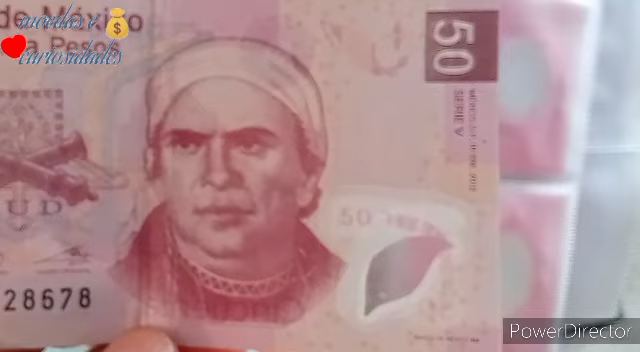 de México
monedas e
a Pesos
curiosidades
50
SERIE V
50
UD
28678
PowerDirector